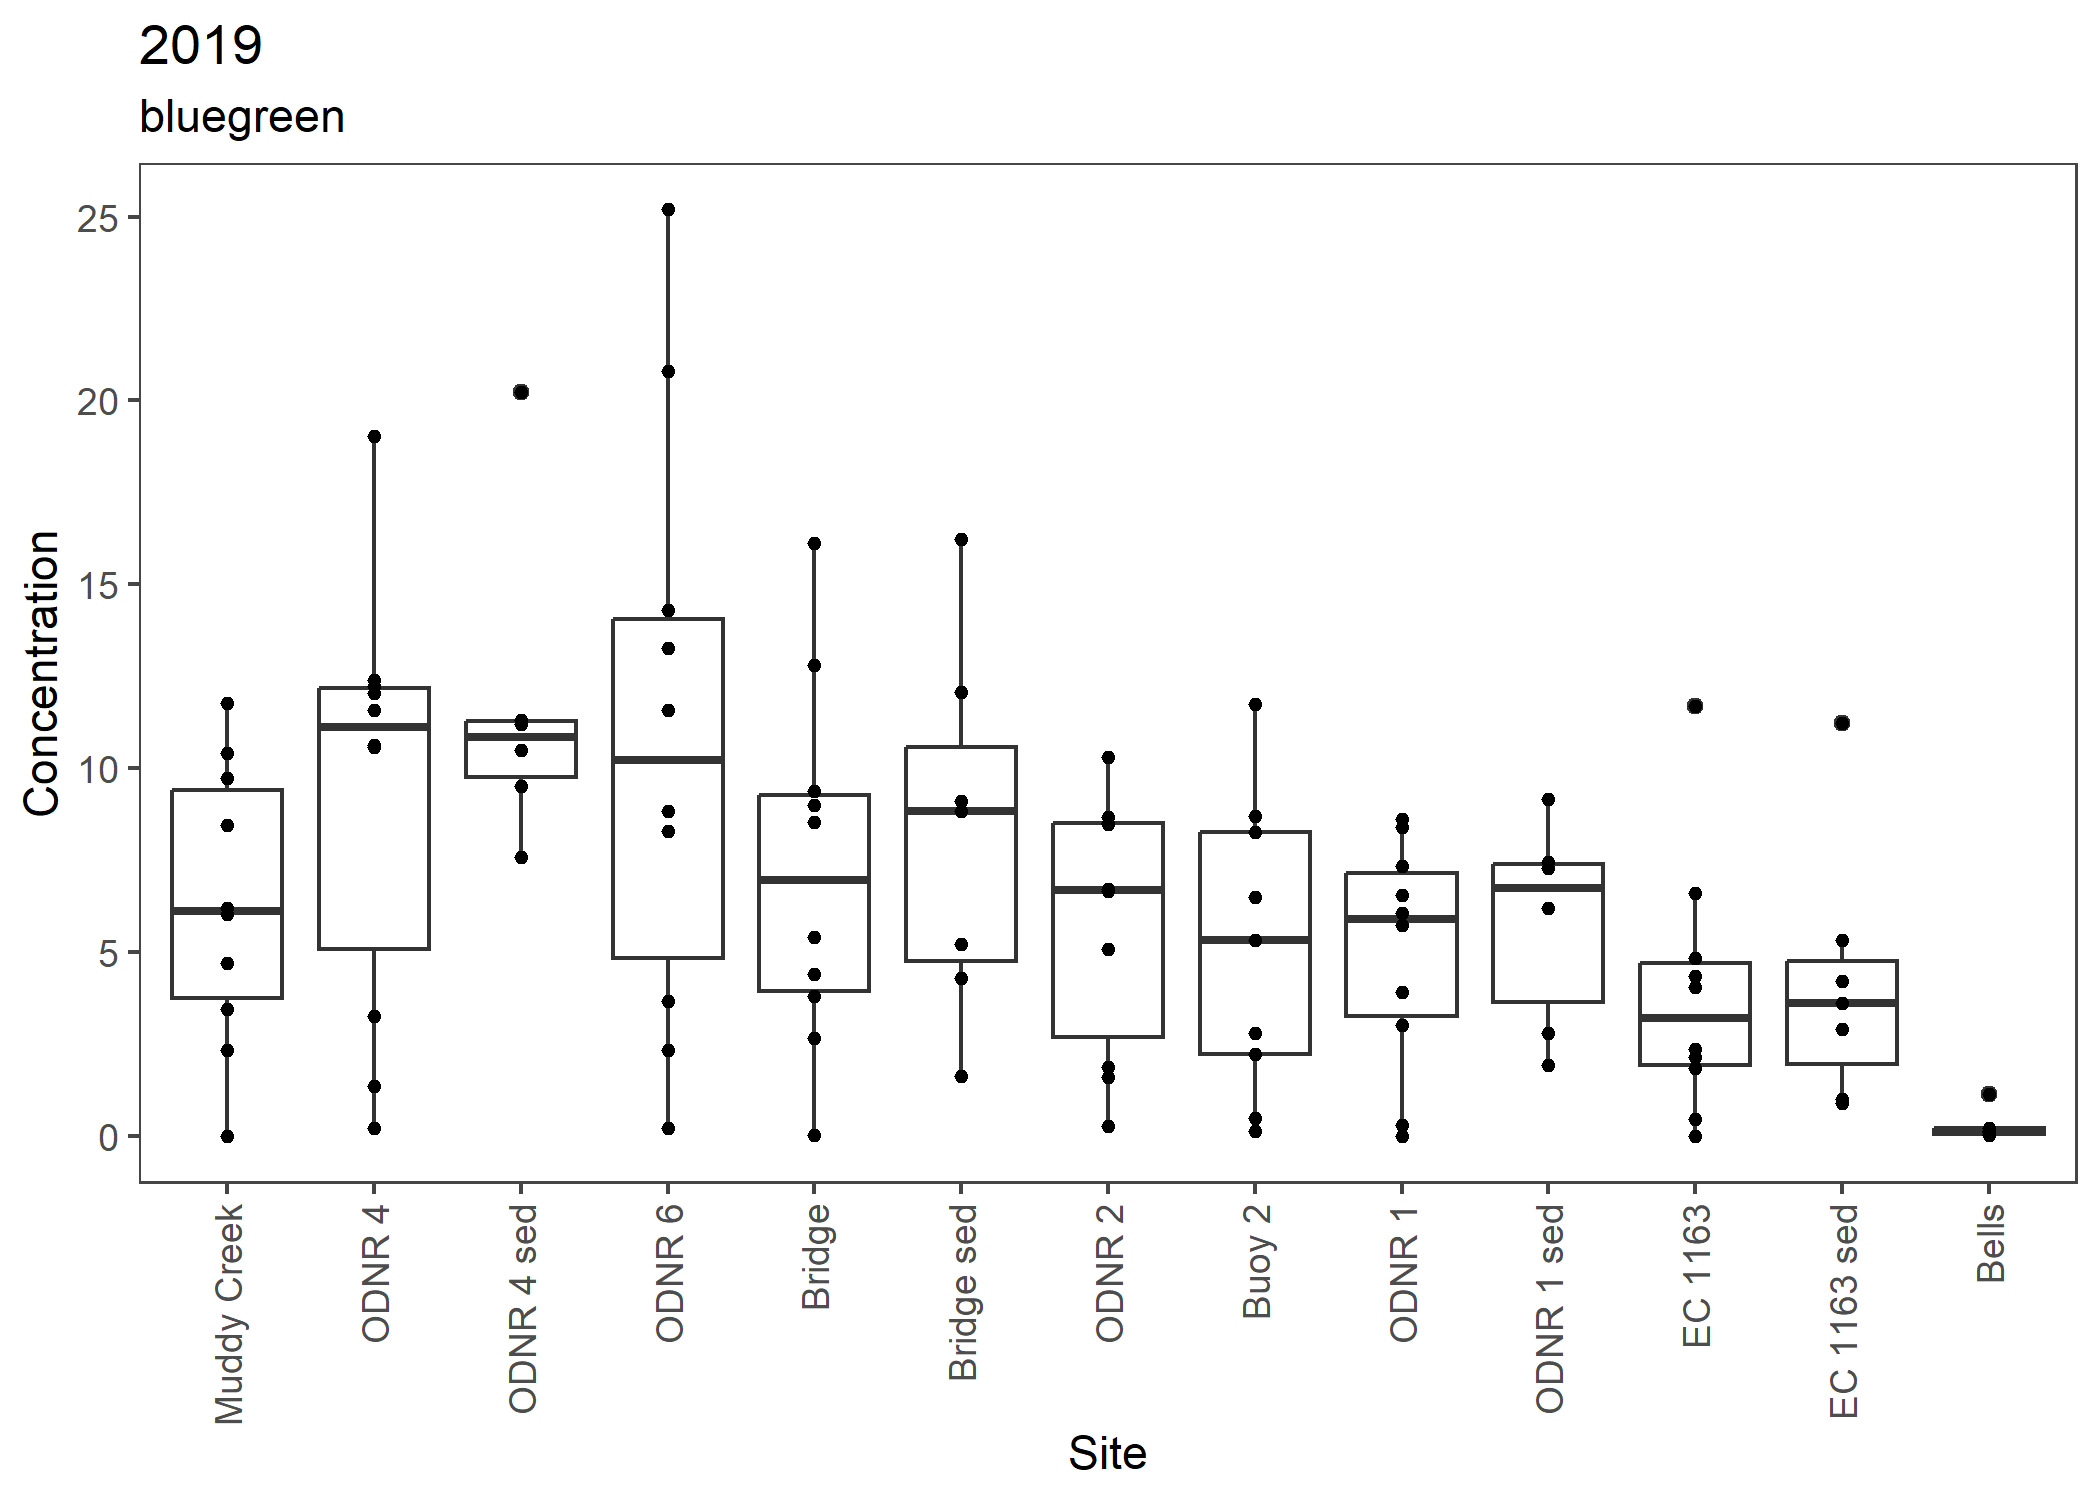 2019
bluegreen
Concentration
25
20
15
10
5
0
Muddy Creek
ODNR 4
ODNR 4 sed
ODNR 6
Bridge
Bridge sed
ODNR 2
Buoy 2
ODNR 1
ODNR 1 sed
EC 1163
EC 1163 sed
Bells
Site